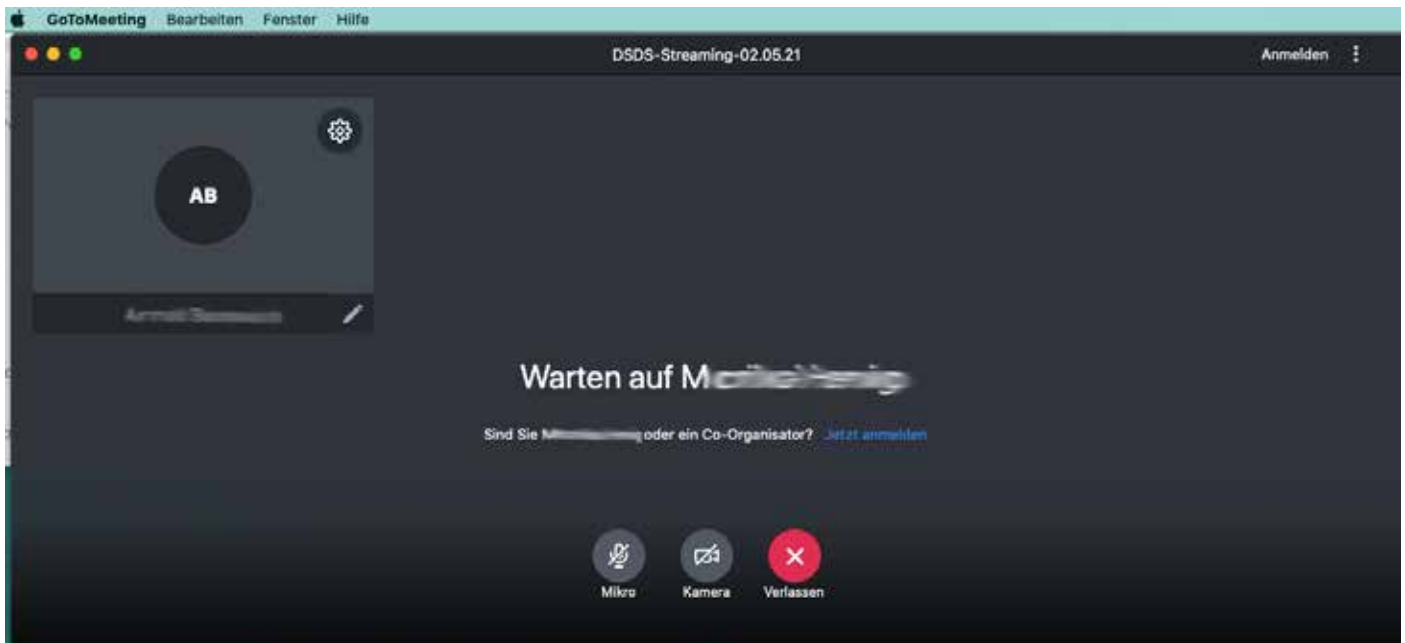 GoToMeeting Bearbeiten Fenster Hilfe
DSDS-Streaming-02.05.21 Anmelden
AB
Warten auf M
Sind Sie oder ein Co-Organisator? Jetzt anmelden
Mikro Kamera Verlassen